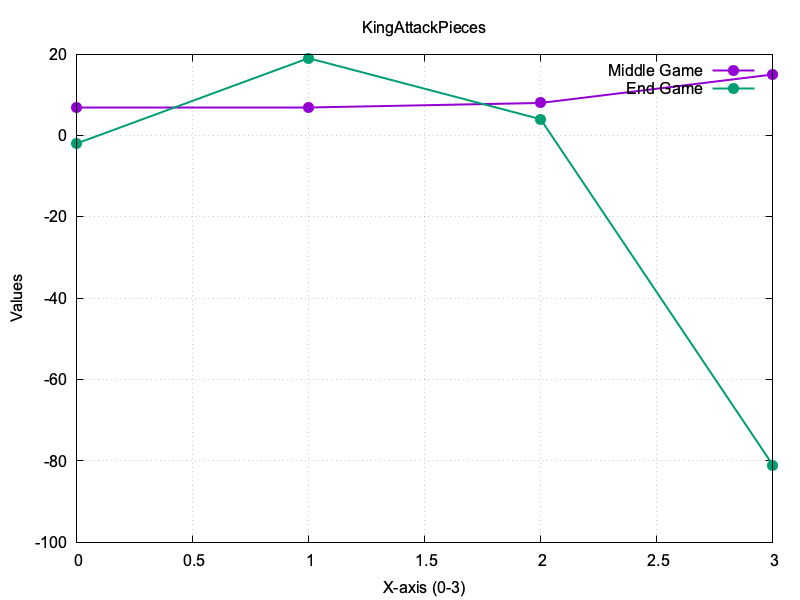 KingAttackPieces
20
0
-20
-40
-60
-80
-100
Values
Middle Game
End Game
0 0.5 1 1.5 2 2.5 3
X-axis (0-3)